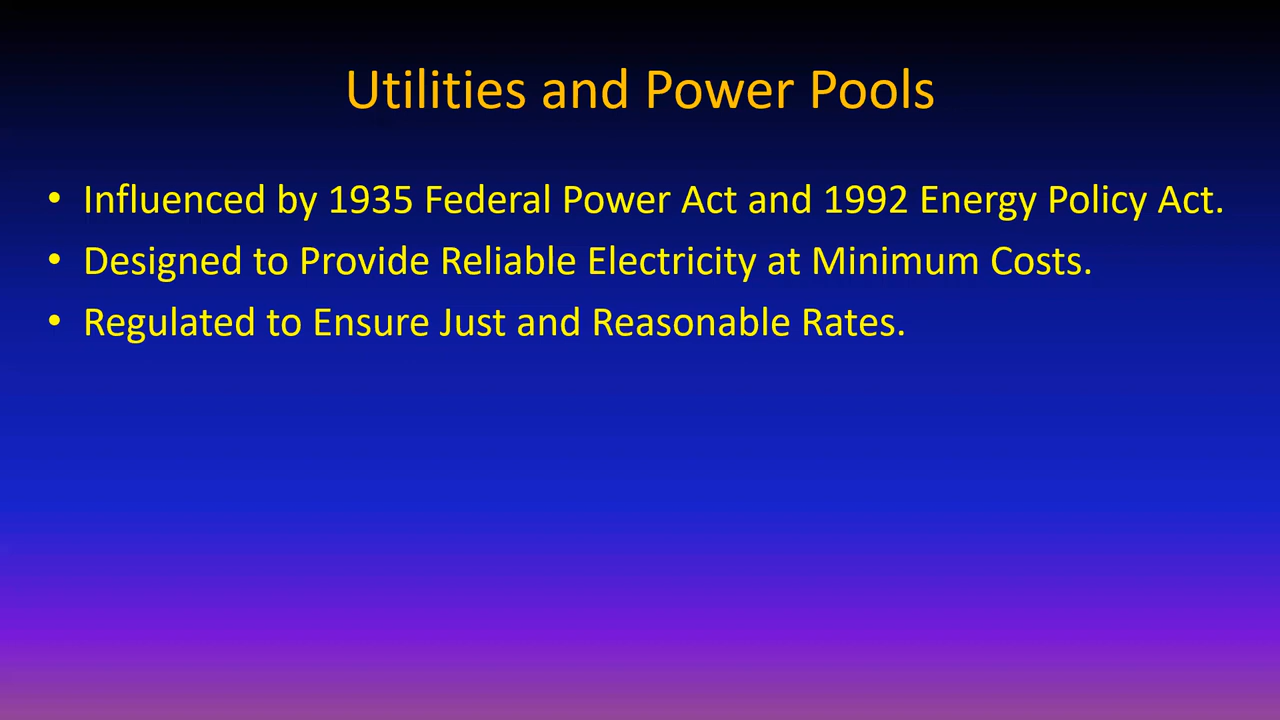 Utilities and Power Pools
• Influenced by 1935 Federal Power Act and 1992 Energy Policy Act.
• Designed to Provide Reliable Electricity at Minimum Costs.
• Regulated to Ensure Just and Reasonable Rates.